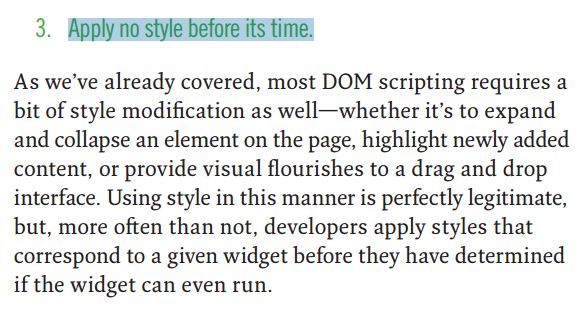 3. Apply no style before its time.
As we’ve already covered, most DOM scripting requires a
bit of style modification as well—whether it’s to expand
and collapse an element on the page, highlight newly added
content, or provide visual flourishes to a drag and drop
interface. Using style in this manner is perfectly legitimate,
but, more often than not, developers apply styles that
correspond to a given widget before they have determined
if the widget can even run.